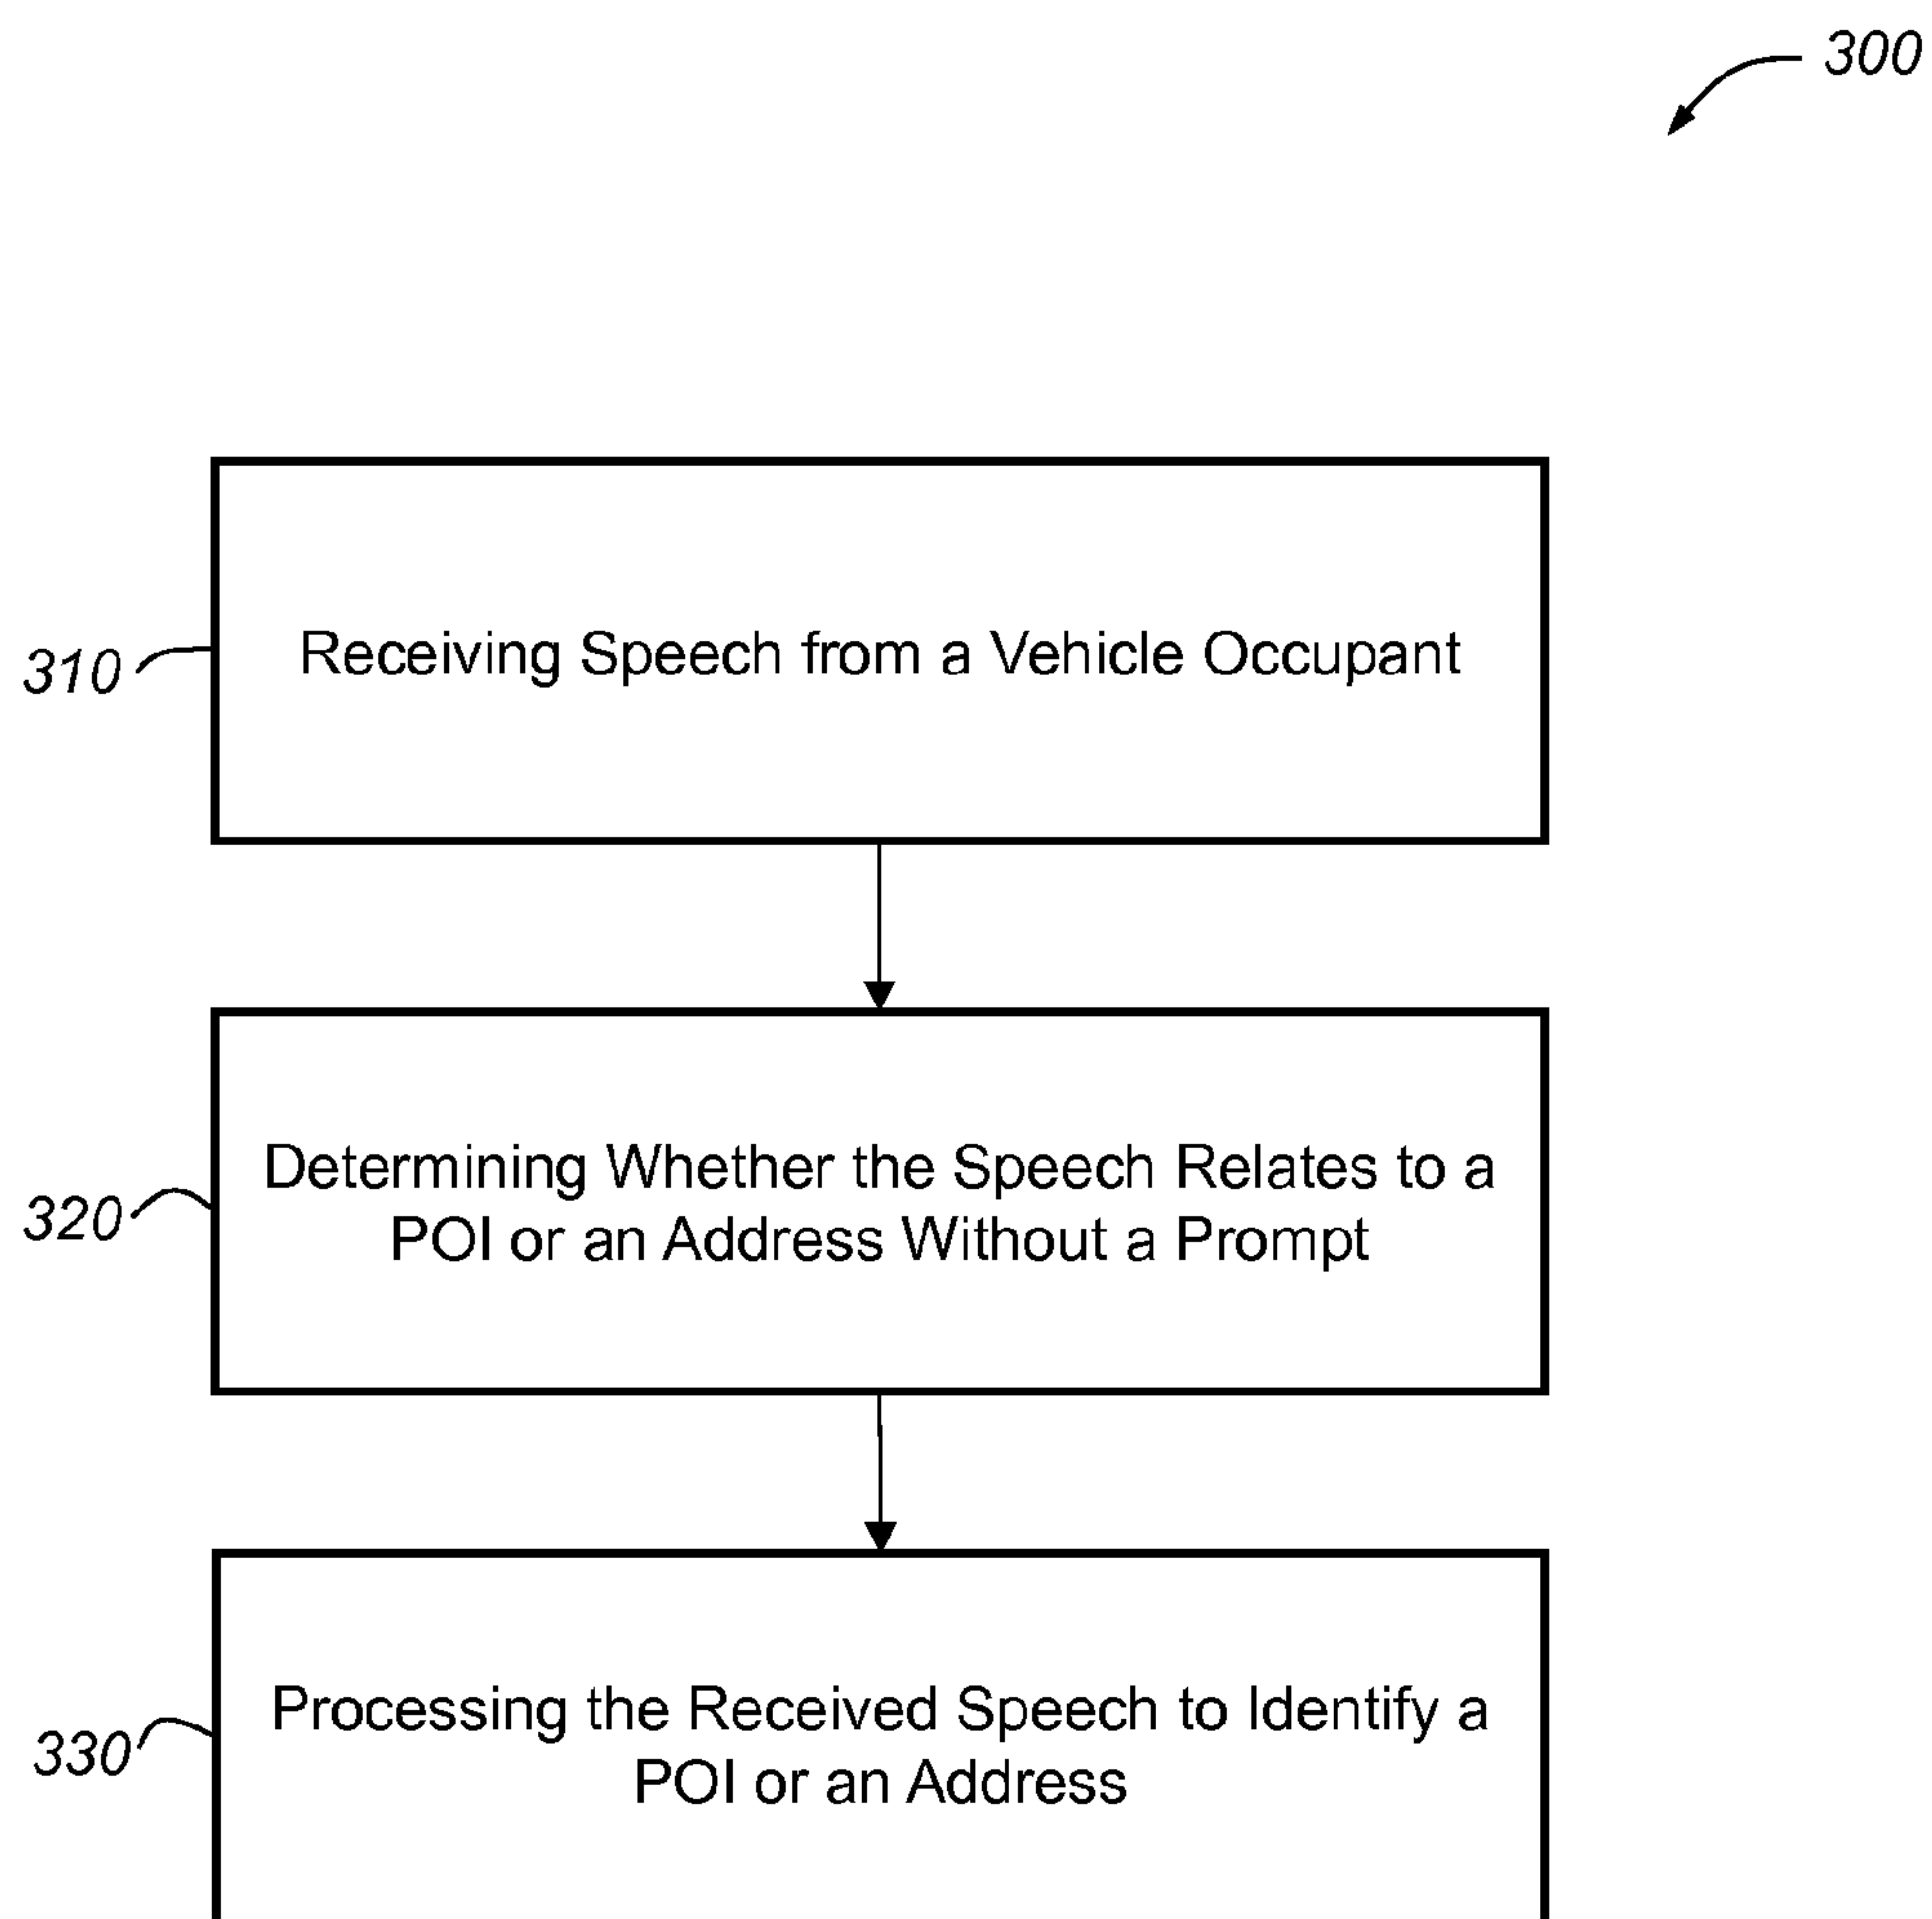 300
310
Receiving Speech from a Vehicle Occupant
320
Determining Whether the Speech Relates to a
POI or an Address Without a Prompt
330
Processing the Received Speech to Identify a
POI or an Address